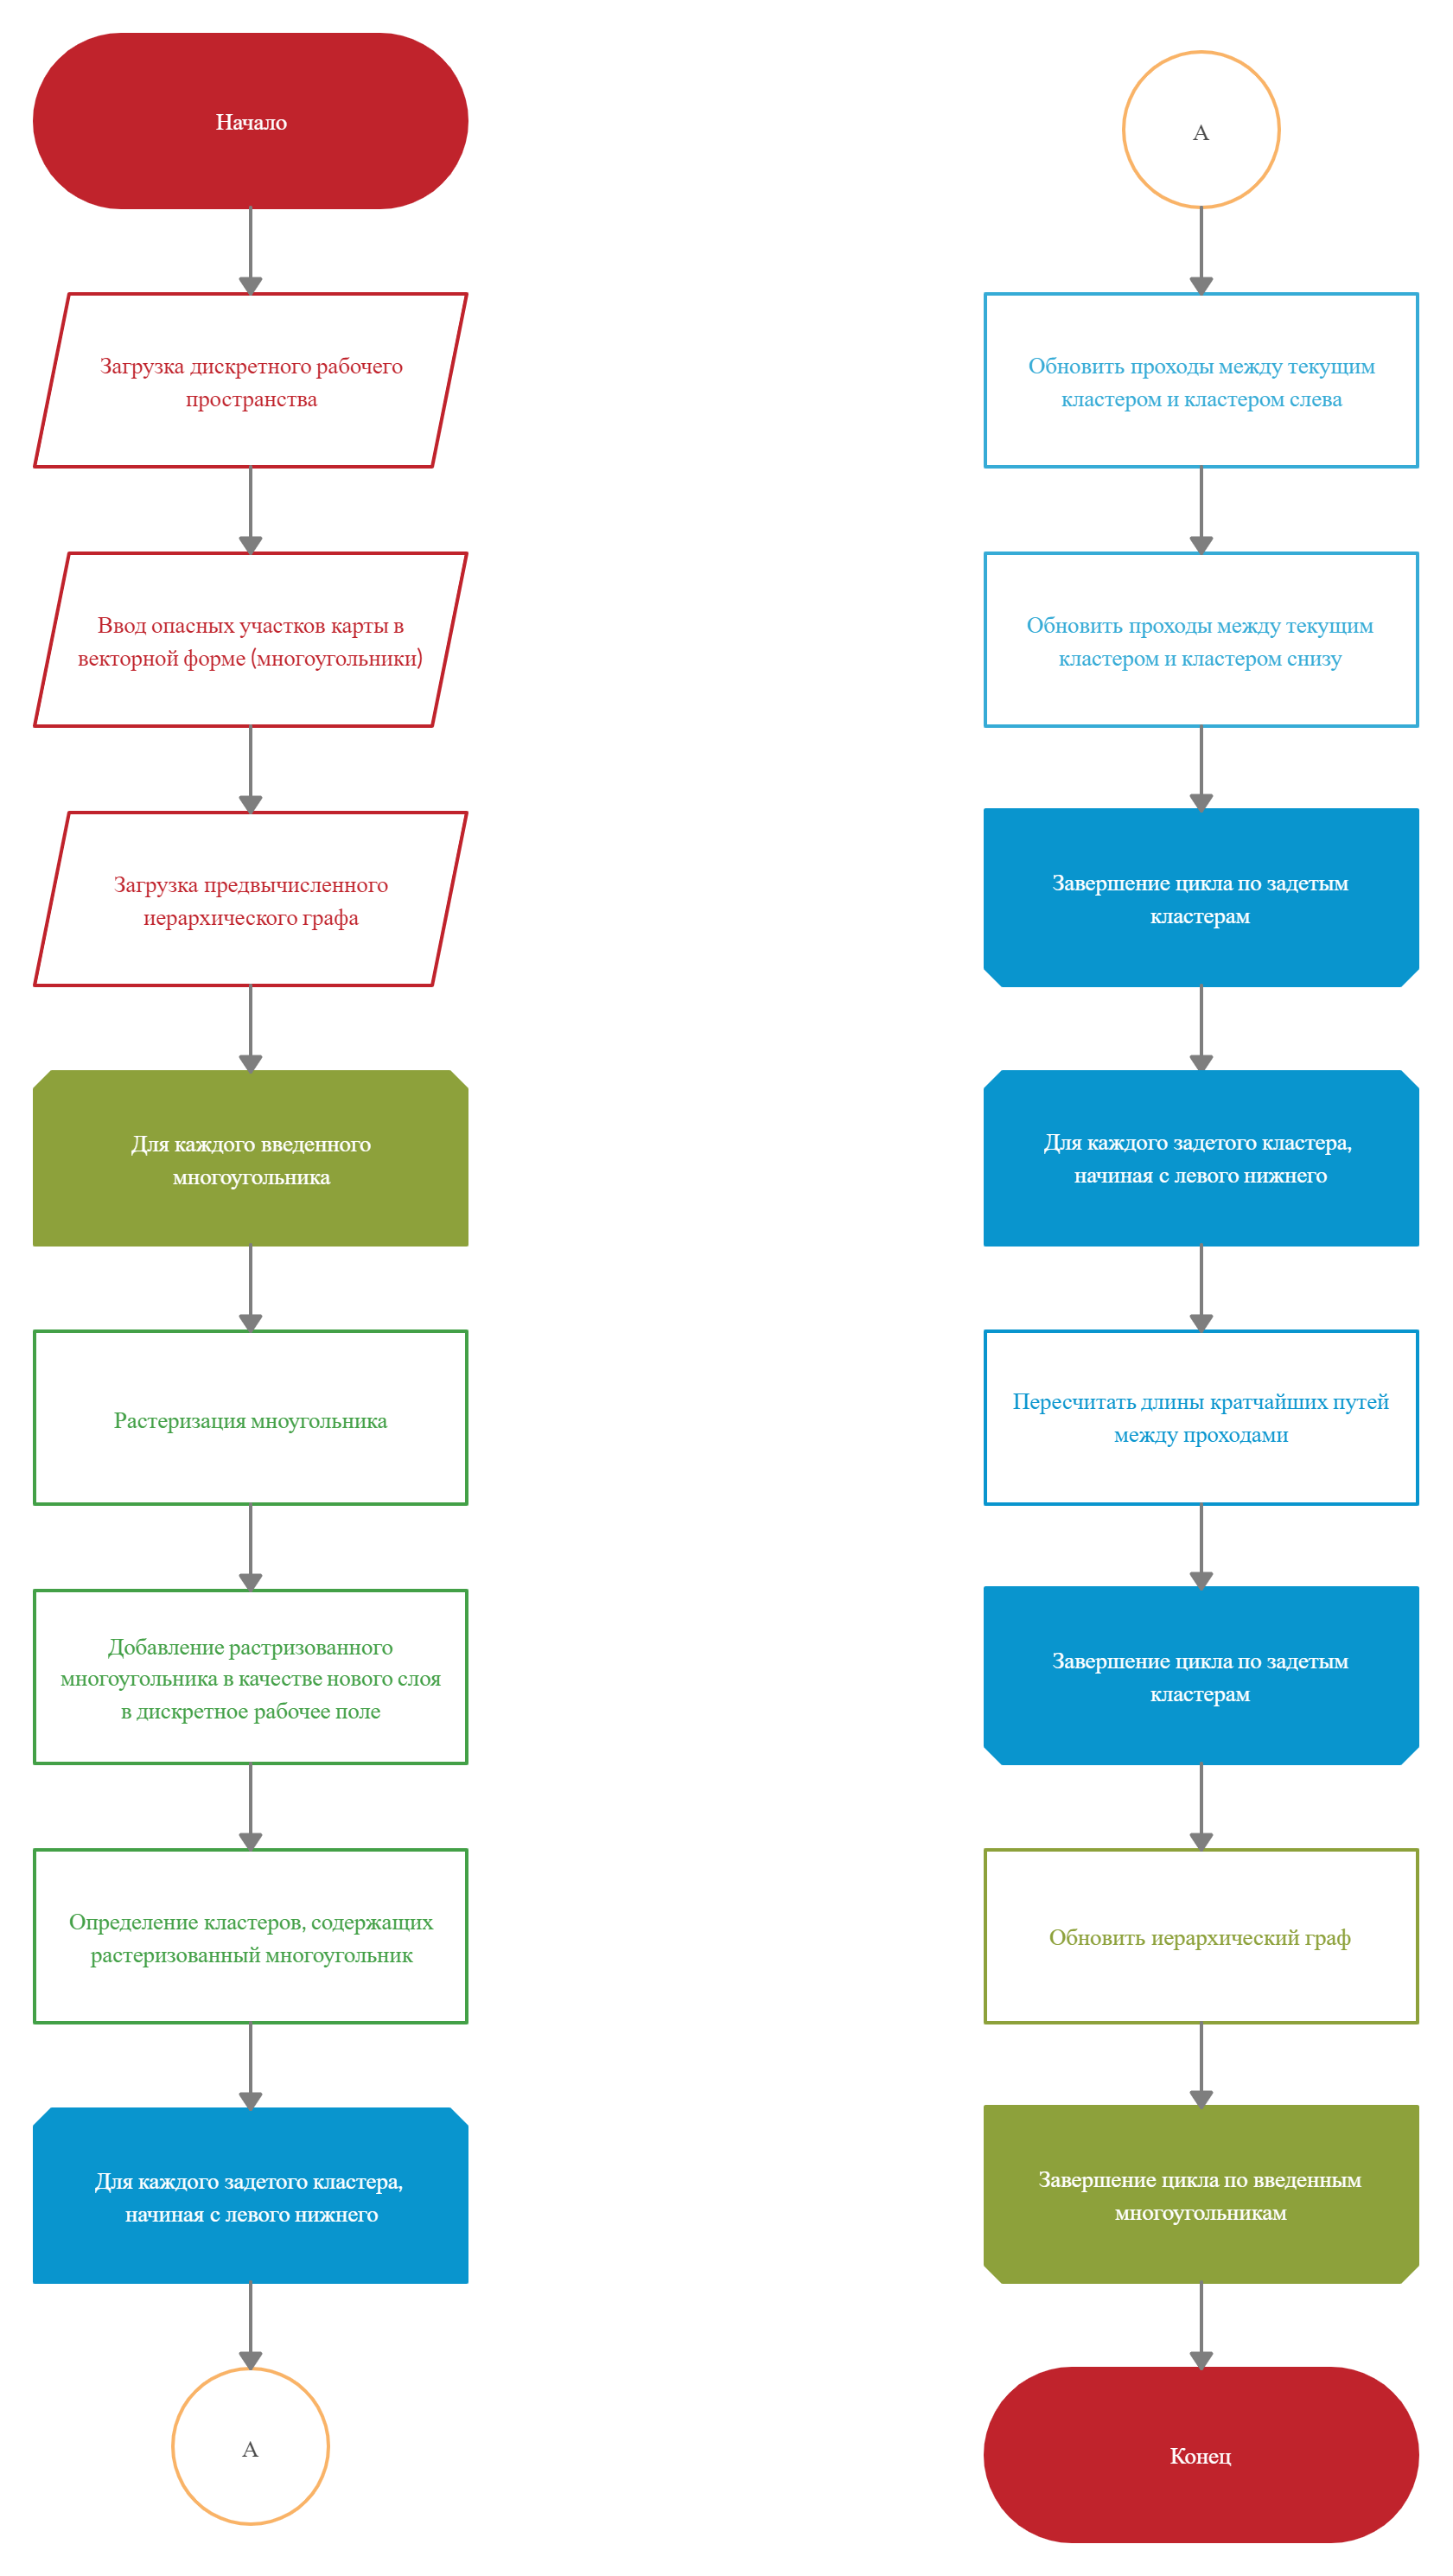 Начало
Загрузка дискретного рабочего
пространства
Ввод опасных участков карты в
векторной форме (многоугольники)
Загрузка предвычисленного
иерархического графа
Для каждого введенного
многоугольника
Растеризация мноугольника
Добавление растризованного
многоугольника в качестве нового слоя
в дискретное рабочее поле
Определение кластеров, содержащих
растеризованный многоугольник
Для каждого задетого кластера,
начиная с левого нижнего
А
А
Обновить проходы между текущим
кластером и кластером слева
Обновить проходы между текущим
кластером и кластером снизу
Завершение цикла по задетым
кластерам
Для каждого задетого кластера,
начиная с левого нижнего
Пересчитать длины кратчайших путей
между проходами
Завершение цикла по задетым
кластерам
Обновить иерархический граф
Завершение цикла по введенным
многоугольникам
Конец